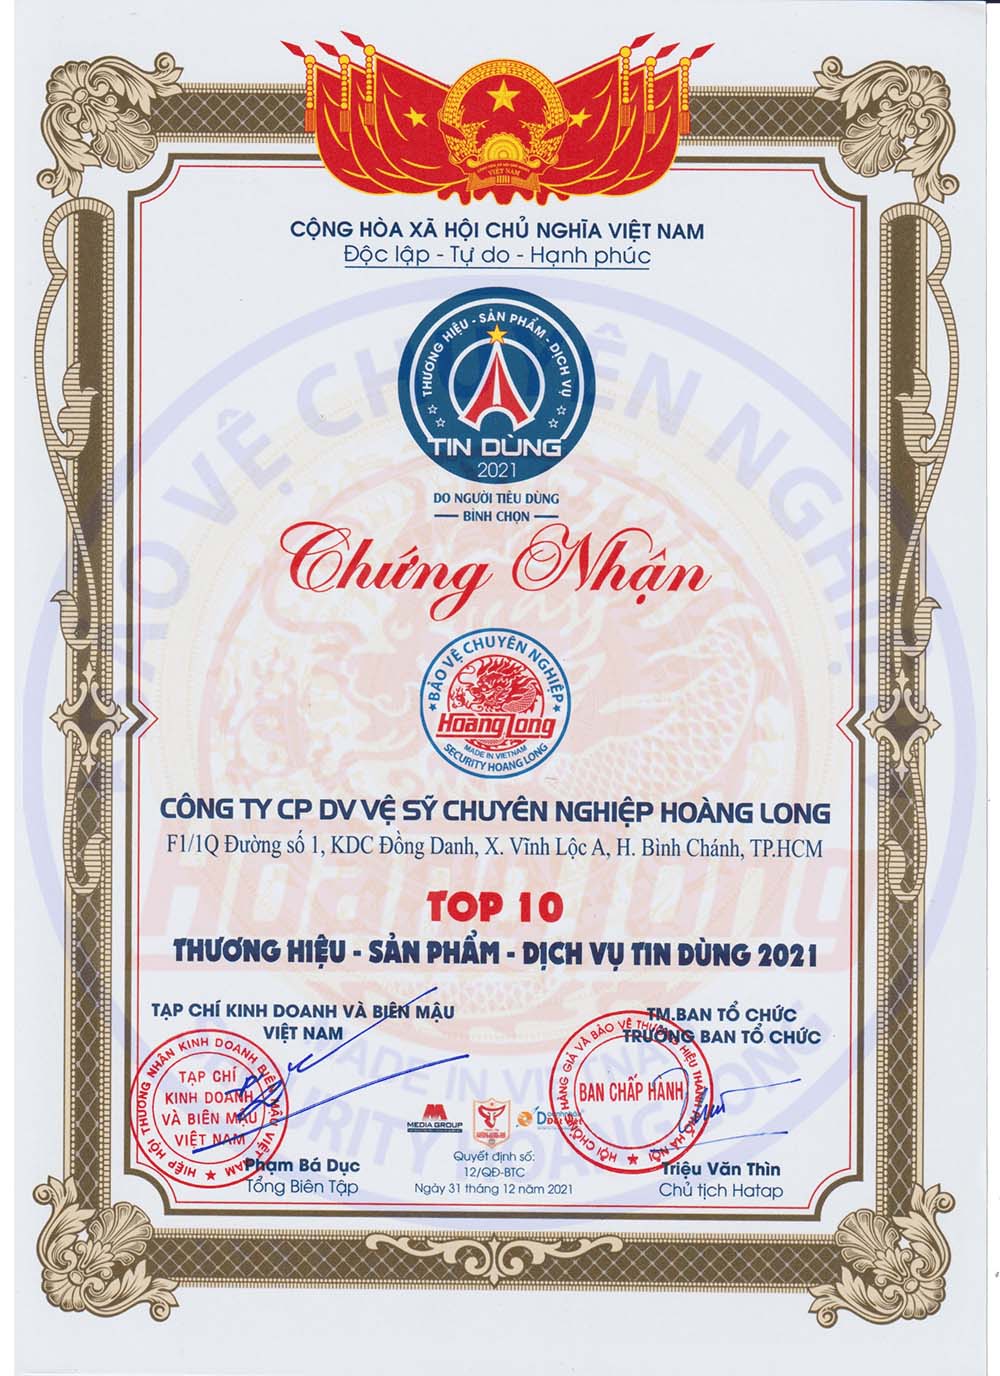 VIỆT NAM
CỘNG HÒA XÃ HỘI CHỦ NGHĨA VIỆT NAM
Độc lập - Tự do - Hạnh phúc
THƯƠNG HIỆU - SẢN PHẨM - DỊCH VỤ
TIN DÙNG
2021
DO NGƯỜI TIÊU DÙNG
BÌNH CHỌN
Chứng Nhận
BẢO VỆ CHUYÊN NGHIỆP
Hoàng Long
MADE IN VIETNAM
SECURITY HOANG LONG
CÔNG TY CP DV VỆ SỸ CHUYÊN NGHIỆP HOÀNG LONG
F1/1Q Đường số 1, KDC Đồng Danh, X. Vĩnh Lộc A, H. Bình Chánh, TP.HCM
TOP 10
THƯƠNG HIỆU - SẢN PHẨM - DỊCH VỤ TIN DÙNG 2021
TẠP CHÍ KINH DOANH VÀ BIÊN MẬU
VIỆT NAM
TM.BAN TỔ CHỨC
TRƯỞNG BAN TỔ CHỨC
HIỆP HỘI THƯƠNG NHÂN KINH DOANH BIÊN MẬU VIỆT NAM
TẠP CHÍ
KINH DOANH
VÀ BIÊN MẬU
VIỆT NAM
HỘI CHỐNG HÀNG GIẢ VÀ BẢO VỆ THƯƠNG HIỆU THÀNH PHỐ HÀ NỘI
BAN CHẤP HÀNH
MEDIA GROUP
Quyết định số:
12/QĐ-BTC
Ngày 31 tháng 12 năm 2021
Phạm Bá Dục
Tổng Biên Tập
Triệu Văn Thìn
Chủ tịch Hatap